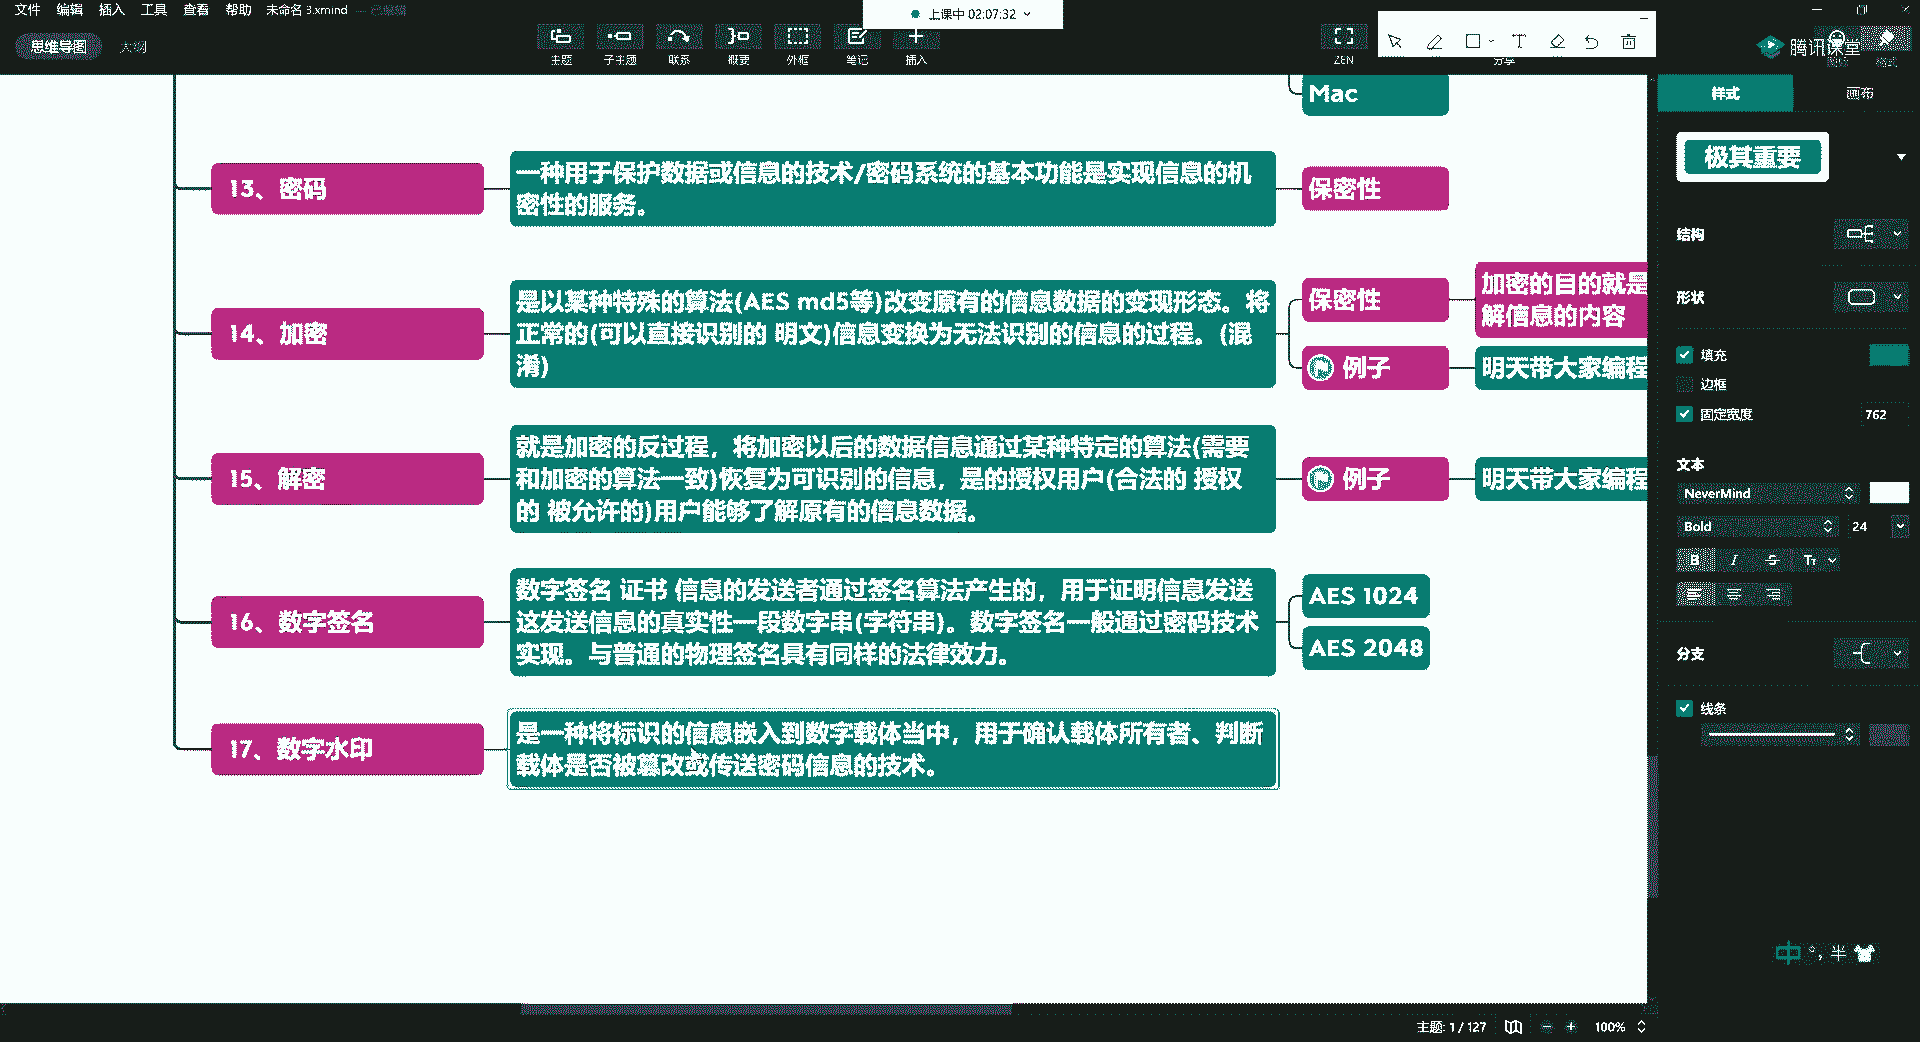 文件 编辑 插入 工具 查看 帮助 未命名 3.xmind — 已编辑
上课中 02:07:32
思维导图 大纲
主题 子主题 联系 概要 外框 笔记 插入
ZEN 分享 格式
腾讯课堂
Mac
13、密码
一种用于保护数据或信息的技术/密码系统的基本功能是实现信息的机
密性的服务。
保密性
14、加密
是以某种特殊的算法(AES md5等)改变原有的信息数据的变现形态。将
正常的(可以直接识别的 明文)信息变换为无法识别的信息的过程。(混
淆)
保密性
加密的目的就是
解信息的内容
例子
明天带大家编程
15、解密
就是加密的反过程，将加密以后的数据信息通过某种特定的算法(需要
和加密的算法一致)恢复为可识别的信息，是的授权用户(合法的 授权
的 被允许的)用户能够了解原有的信息数据。
例子
明天带大家编程
16、数字签名
数字签名 证书 信息的发送者通过签名算法产生的，用于证明信息发送
这发送信息的真实性一段数字串(字符串)。数字签名一般通过密码技术
实现。与普通的物理签名具有同样的法律效力。
AES 1024
AES 2048
17、数字水印
是一种将标识的信息嵌入到数字载体当中，用于确认载体所有者、判断
载体是否被篡改或传送密码信息的技术。
样式 画布
极其重要
结构
形状
填充
边框
固定宽度 762
文本
NeverMind
Bold 24
B I S Tт
分支
线条
中 °, 半
主题: 1 / 127 100%